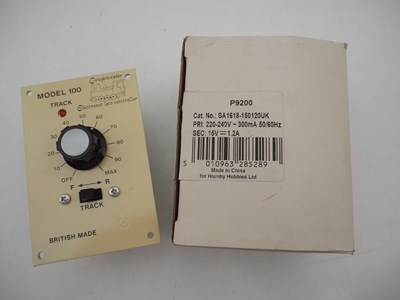 Gaugemaster
MODEL 100
TRACK
40 50
30 60
20 70
10 80
90
OFF MAX
F R
TRACK
BRITISH MADE
P9200
Cat. No.: SA1618-150120UK
PRI: 220-240V ~ 300mA 50/60Hz
SEC: 15V ⎓ 1.2A
5 010963 285289
Made in China
for Hornby Hobbies Ltd